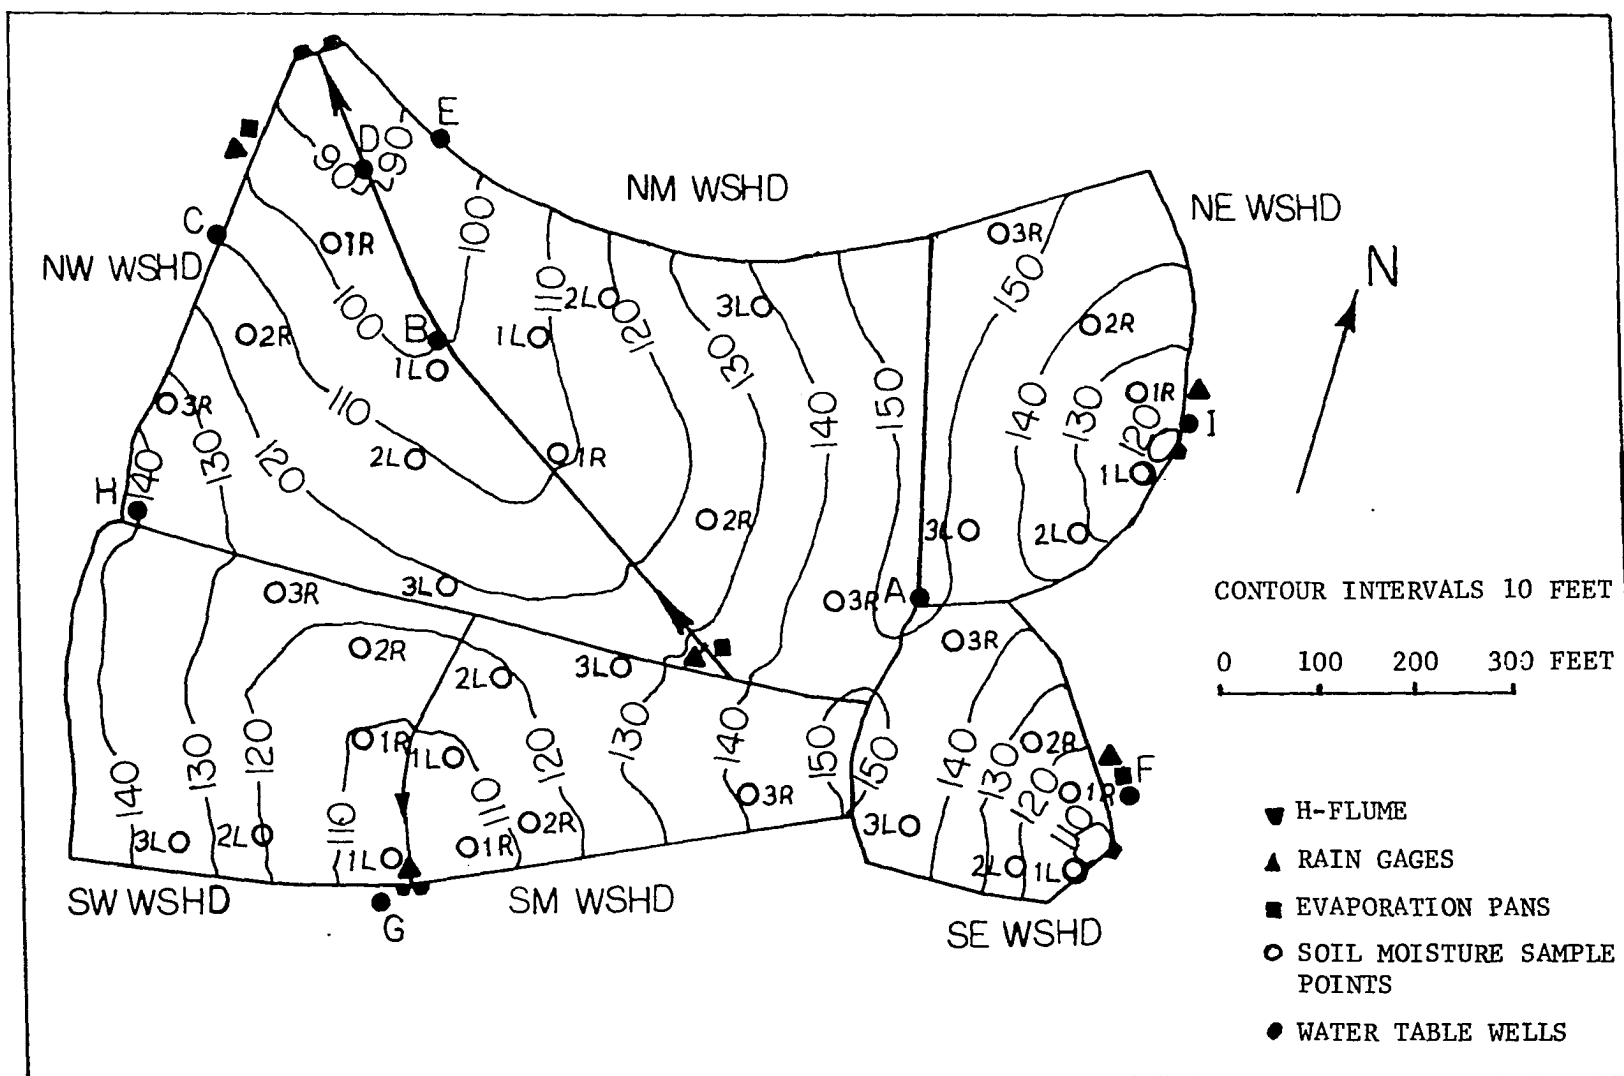 E
D
90
290
C
NM WSHD
NE WSHD
N
NW WSHD
1R
100
100
110
2L
3L
3R
150
2R
B
1L
1L
120
130
140
150
2R
140
130
1R
120
I
3R
110
2L
1R
1L
130
120
140
H
2R
3L
2L
3R
3L
3R
A
CONTOUR INTERVALS 10 FEET
2R
3L
3R
2L
0 100 200 300 FEET
1R
1L
120
130
140
150
150
140
130
2R
120
1R
F
140
130
120
110
110
3R
110
3L
2L
1L
1R
2R
3L
2L
1L
H-FLUME
RAIN GAGES
SW WSHD
SM WSHD
EVAPORATION PANS
G
SE WSHD
SOIL MOISTURE SAMPLE
POINTS
WATER TABLE WELLS